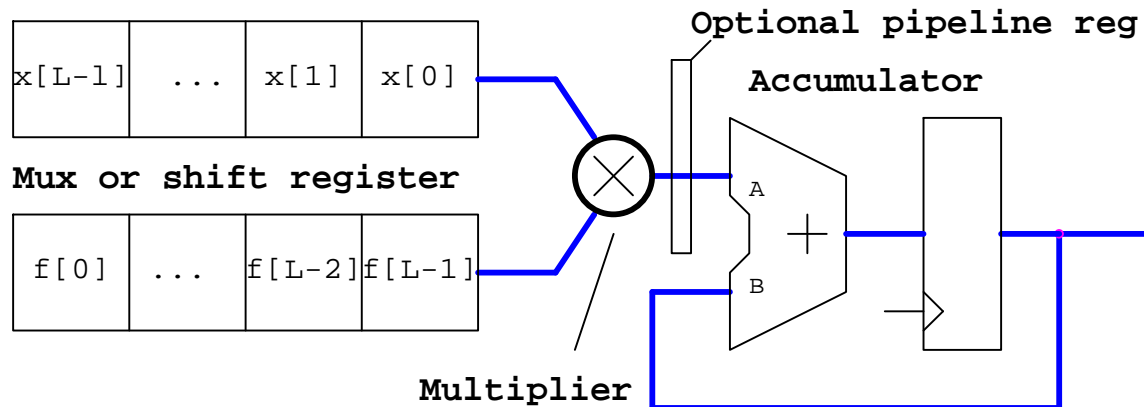 Optional pipeline reg
Accumulator
x[L-1] ... x[1] x[0]
Mux or shift register
A
f[0] ... f[L-2] f[L-1]
B
Multiplier